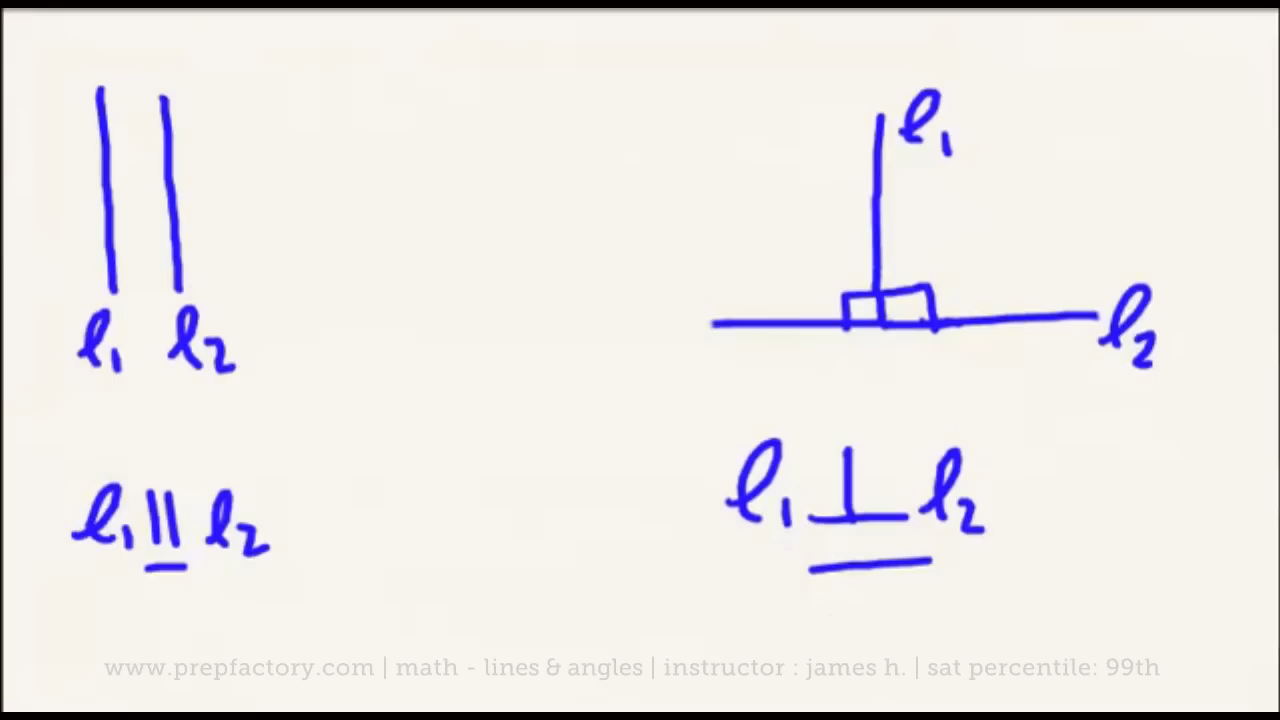 ℓ₁
ℓ₁ ℓ₂
ℓ₂
ℓ₁ ∥ ℓ₂
ℓ₁ ⊥ ℓ₂
www.prepfactory.com | math - lines & angles | instructor : james h. | sat percentile: 99th